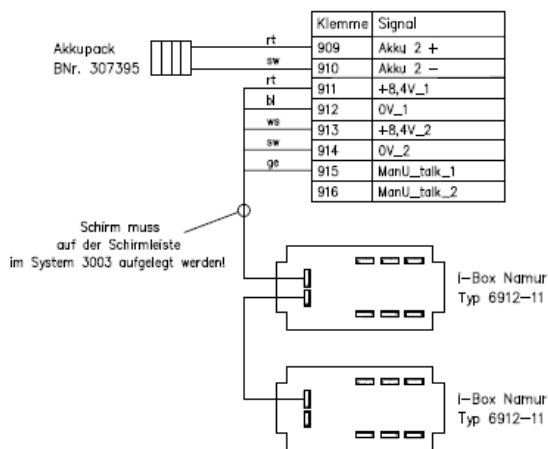 Klemme Signal
Akkupack
BNr. 307395
rt
909 Akku 2 +
sw
910 Akku 2 −
rt
911 +8,4V_1
bl
912 0V_1
ws
913 +8,4V_2
sw
914 0V_2
ge
915 ManU_talk_1
916 ManU_talk_2
Schirm muss
auf der Schirmleiste
im System 3003 aufgelegt werden!
i-Box Namur
Typ 6912-11
i-Box Namur
Typ 6912-11